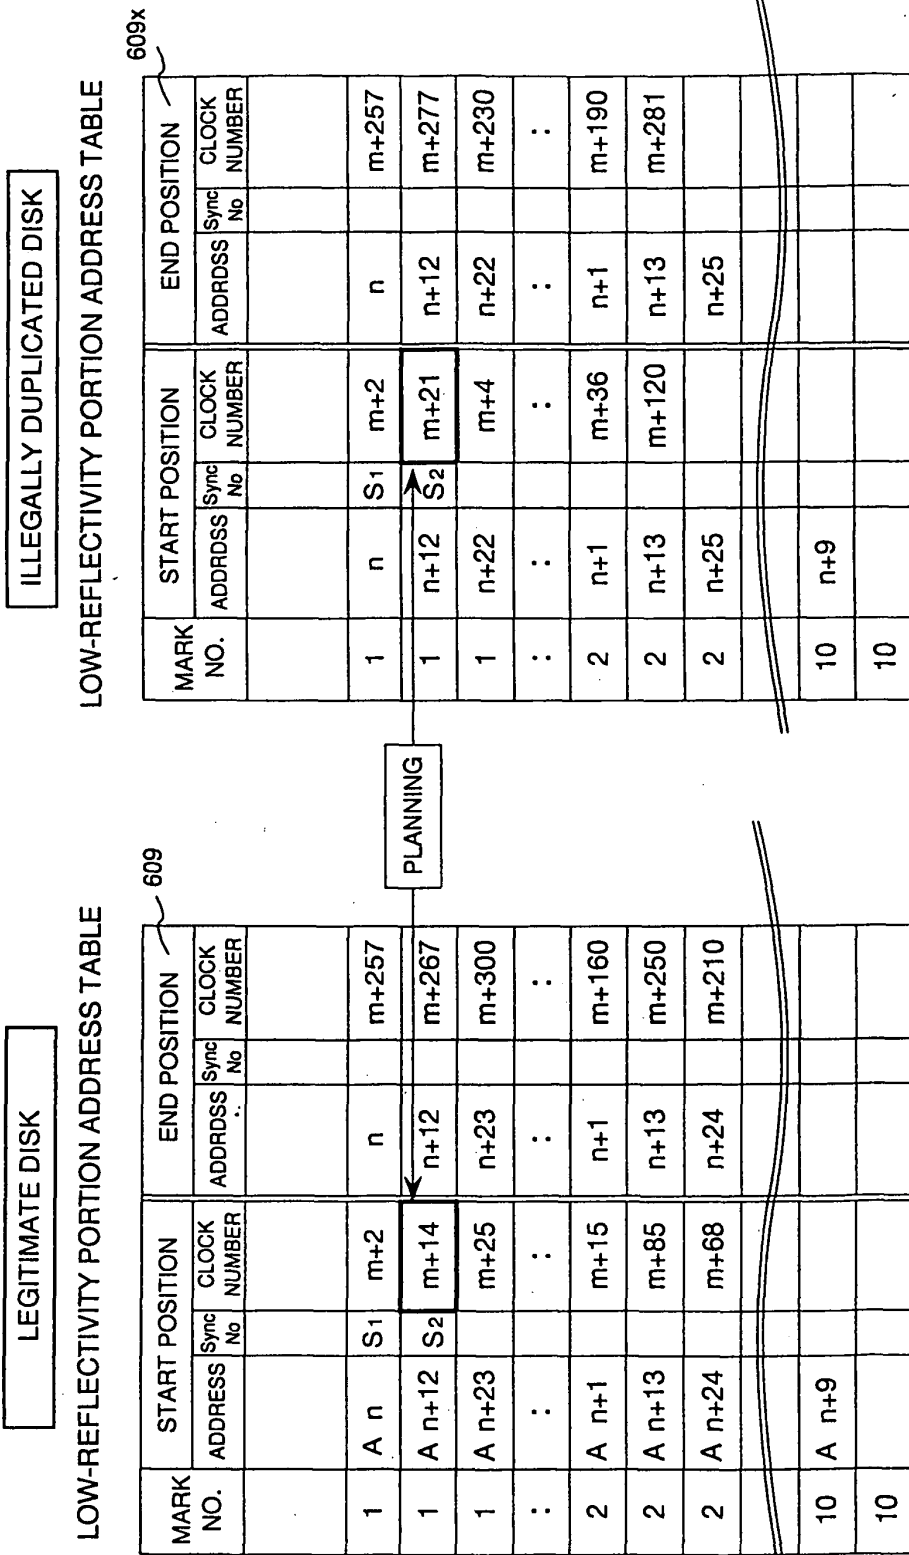 LEGITIMATE DISK
LOW-REFLECTIVITY PORTION ADDRESS TABLE
609
MARK NO. START POSITION END POSITION
ADDRESS Sync No CLOCK NUMBER ADDRDSS Sync No CLOCK NUMBER
1 A n S1 m+2 n m+257
1 A n+12 S2 m+14 n+12 m+267
1 A n+23 m+25 n+23 m+300
: : : : :
2 A n+1 m+15 n+1 m+160
2 A n+13 m+85 n+13 m+250
2 A n+24 m+68 n+24 m+210
10 A n+9
10
PLANNING
ILLEGALLY DUPLICATED DISK
LOW-REFLECTIVITY PORTION ADDRESS TABLE
609x
MARK NO. START POSITION END POSITION
ADDRDSS Sync No CLOCK NUMBER ADDRDSS Sync No CLOCK NUMBER
1 n S1 m+2 n m+257
1 n+12 S2 m+21 n+12 m+277
1 n+22 m+4 n+22 m+230
: : : : :
2 n+1 m+36 n+1 m+190
2 n+13 m+120 n+13 m+281
2 n+25 n+25
10 n+9
10